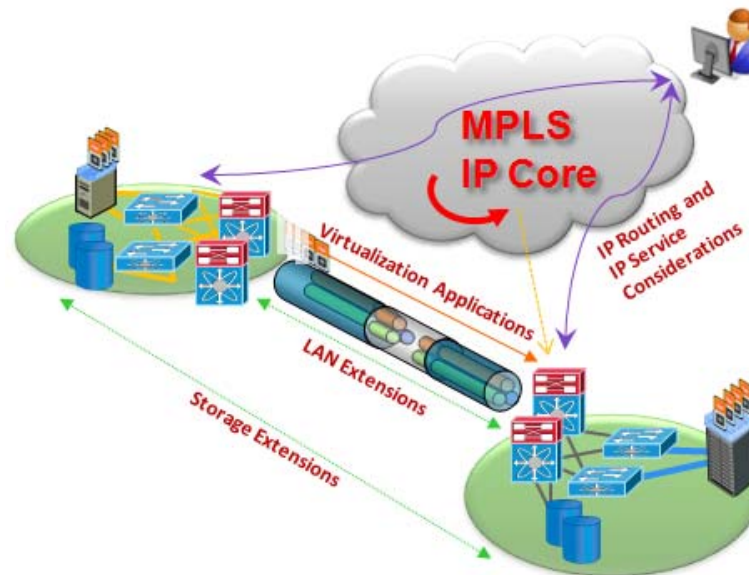 MPLS
IP Core
IP Routing and
IP Service
Considerations
Virtualization Applications
LAN Extensions
Storage Extensions